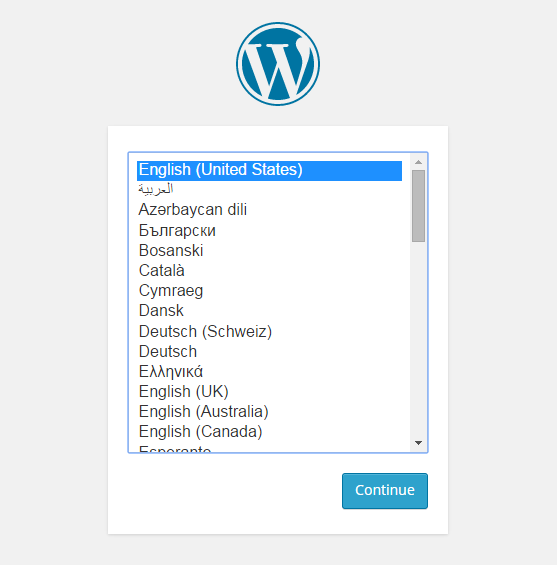 English (United States)
العربية
Azərbaycan dili
Български
Bosanski
Català
Cymraeg
Dansk
Deutsch (Schweiz)
Deutsch
Ελληνικά
English (UK)
English (Australia)
English (Canada)
Esperanto
Continue